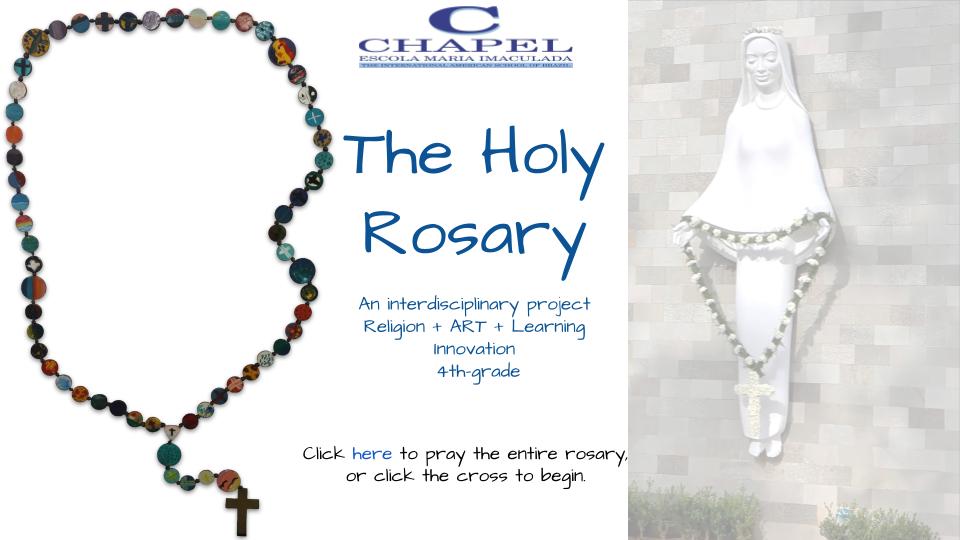 C
CHAPEL
ESCOLA MARIA IMACULADA
THE INTERNATIONAL AMERICAN SCHOOL OF BRAZIL
The Holy
Rosary
An interdisciplinary project
Religion + ART + Learning
Innovation
4th-grade
Click here to pray the entire rosary,
or click the cross to begin.